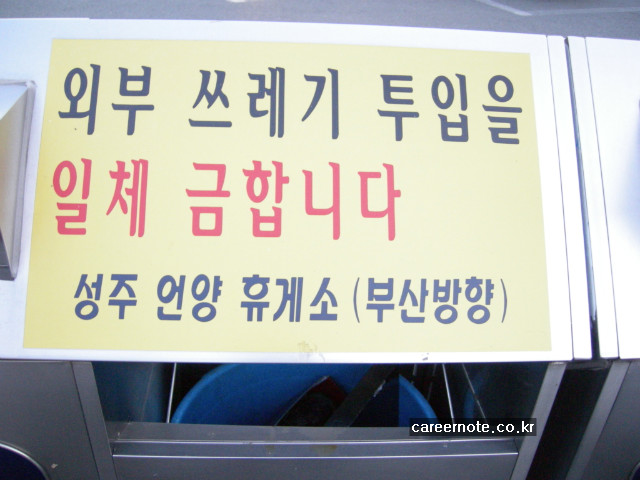 외부 쓰레기 투입을
일체 금합니다
성주 언양 휴게소 (부산방향)
careernote.co.kr